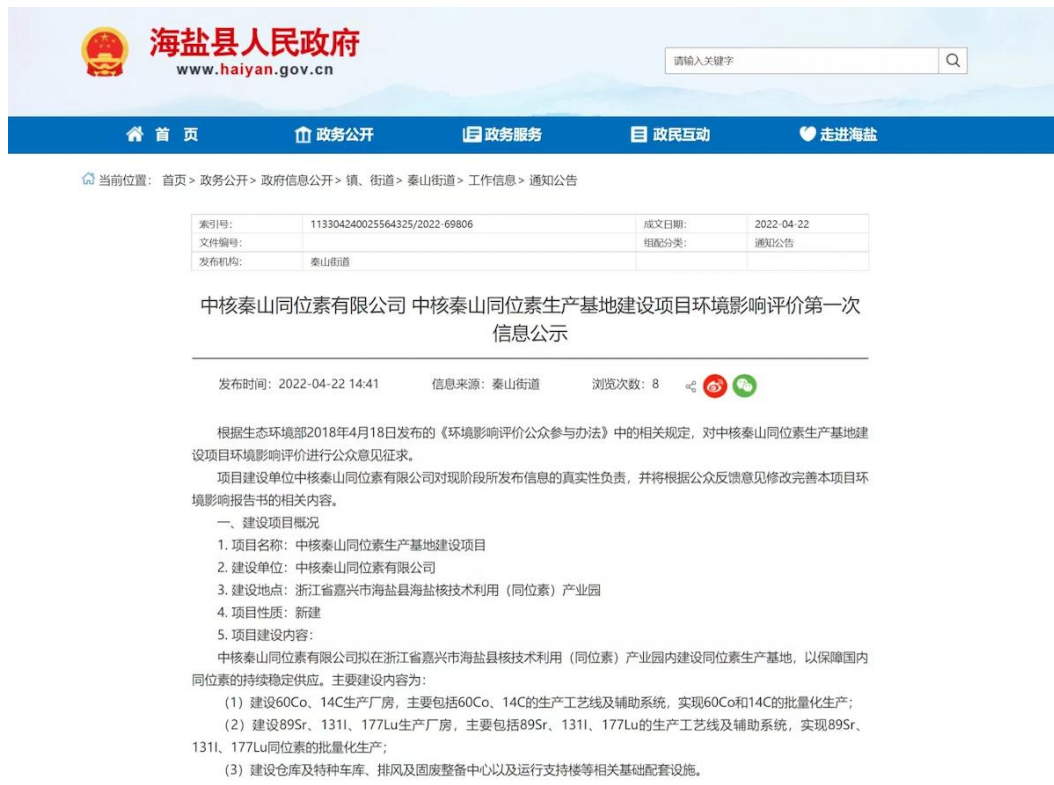 海盐县人民政府
www.haiyan.gov.cn
请输入关键字
首 页 政务公开 政务服务 政民互动 走进海盐
当前位置： 首页> 政务公开> 政府信息公开> 镇、街道> 秦山街道> 工作信息> 通知公告
索引号： 113304240025564325/2022-69806 成文日期： 2022-04-22
文件编号： 组配分类： 通知公告
发布机构： 秦山街道
中核秦山同位素有限公司 中核秦山同位素生产基地建设项目环境影响评价第一次
信息公示
发布时间：2022-04-22 14:41 信息来源：秦山街道 浏览次数：8
根据生态环境部2018年4月18日发布的《环境影响评价公众参与办法》中的相关规定，对中核秦山同位素生产基地建
设项目环境影响评价进行公众意见征求。
项目建设单位中核秦山同位素有限公司对现阶段所发布信息的真实性负责，并将根据公众反馈意见修改完善本项目环
境影响报告书的相关内容。
一、建设项目概况
1. 项目名称：中核秦山同位素生产基地建设项目
2. 建设单位：中核秦山同位素有限公司
3. 建设地点：浙江省嘉兴市海盐县海盐核技术利用（同位素）产业园
4. 项目性质：新建
5. 项目建设内容：
中核秦山同位素有限公司拟在浙江省嘉兴市海盐县核技术利用（同位素）产业园内建设同位素生产基地，以保障国内
同位素的持续稳定供应。主要建设内容为：
（1）建设60Co、14C生产厂房，主要包括60Co、14C的生产工艺线及辅助系统，实现60Co和14C的批量化生产；
（2）建设89Sr、131I、177Lu生产厂房，主要包括89Sr、131I、177Lu的生产工艺线及辅助系统，实现89Sr、
131I、177Lu同位素的批量化生产；
（3）建设仓库及特种车库、排风及固废整备中心以及运行支持楼等相关基础配套设施。